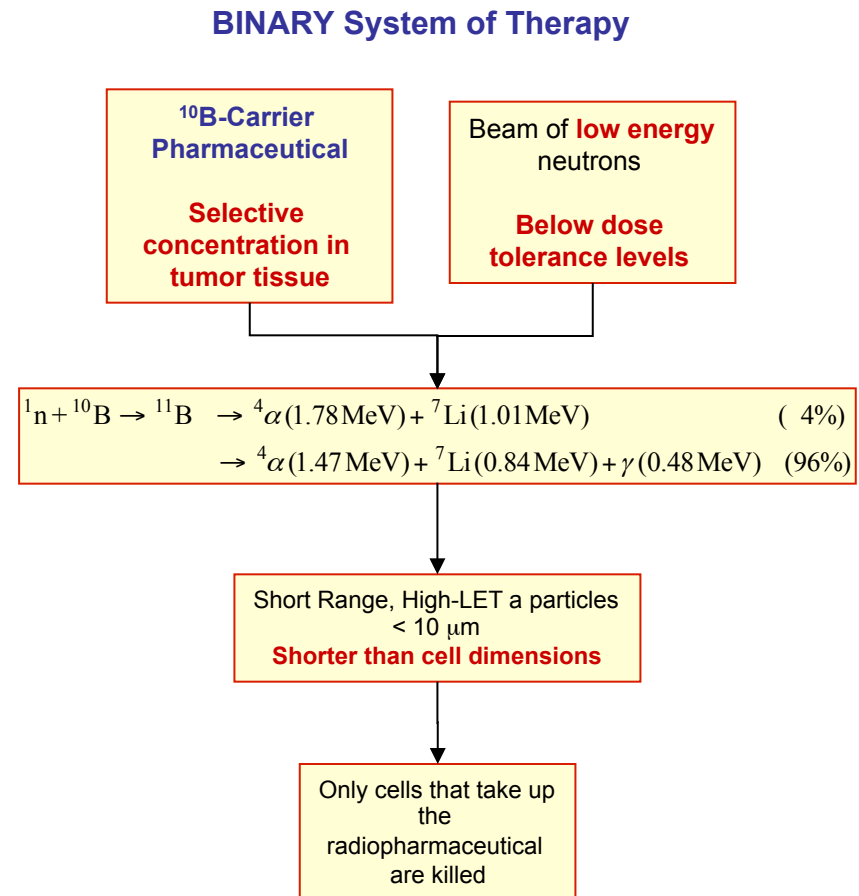 BINARY System of Therapy
¹⁰B-Carrier
Pharmaceutical
Selective
concentration in
tumor tissue
Beam of low energy
neutrons
Below dose
tolerance levels
¹n + ¹⁰B → ¹¹B → ⁴α(1.78 MeV) + ⁷Li(1.01 MeV) ( 4%)
→ ⁴α(1.47 MeV) + ⁷Li(0.84 MeV) + γ(0.48 MeV) (96%)
Short Range, High-LET a particles
< 10 μm
Shorter than cell dimensions
Only cells that take up
the
radiopharmaceutical
are killed